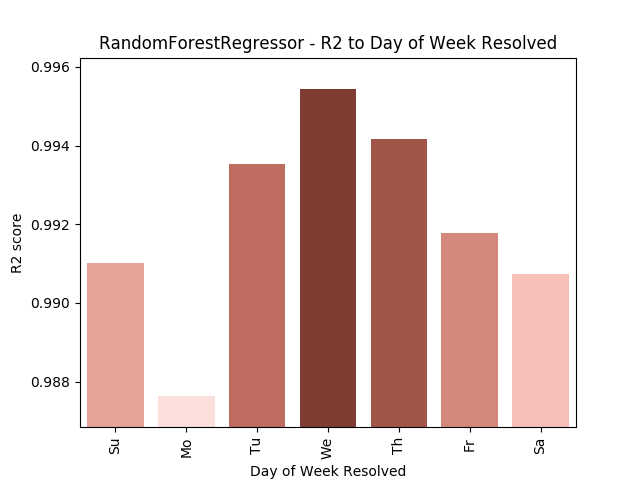 RandomForestRegressor - R2 to Day of Week Resolved
0.996
0.994
0.992
0.990
0.988
R2 score
Su
Mo
Tu
We
Th
Fr
Sa
Day of Week Resolved